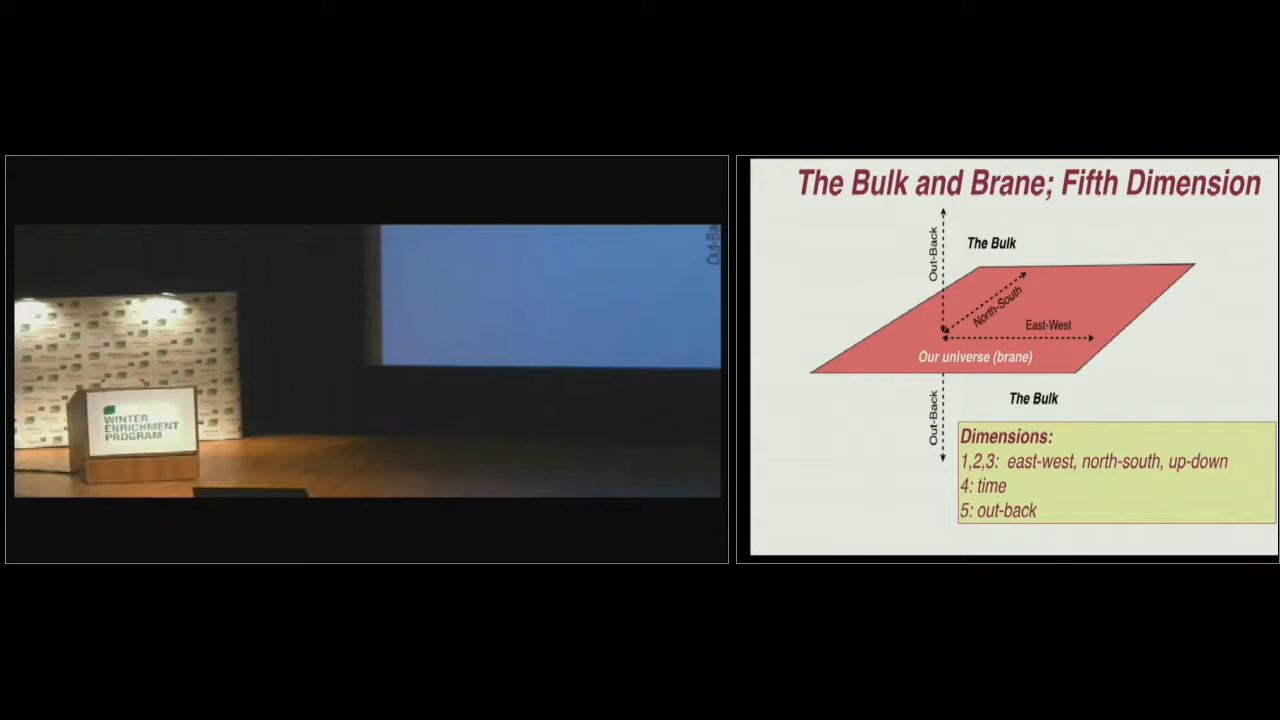 Out-Ba
WINTER
ENRICHMENT
PROGRAM
The Bulk and Brane; Fifth Dimension
Out-Back
The Bulk
North-South
East-West
Our universe (brane)
Out-Back
The Bulk
Dimensions:
1,2,3: east-west, north-south, up-down
4: time
5: out-back